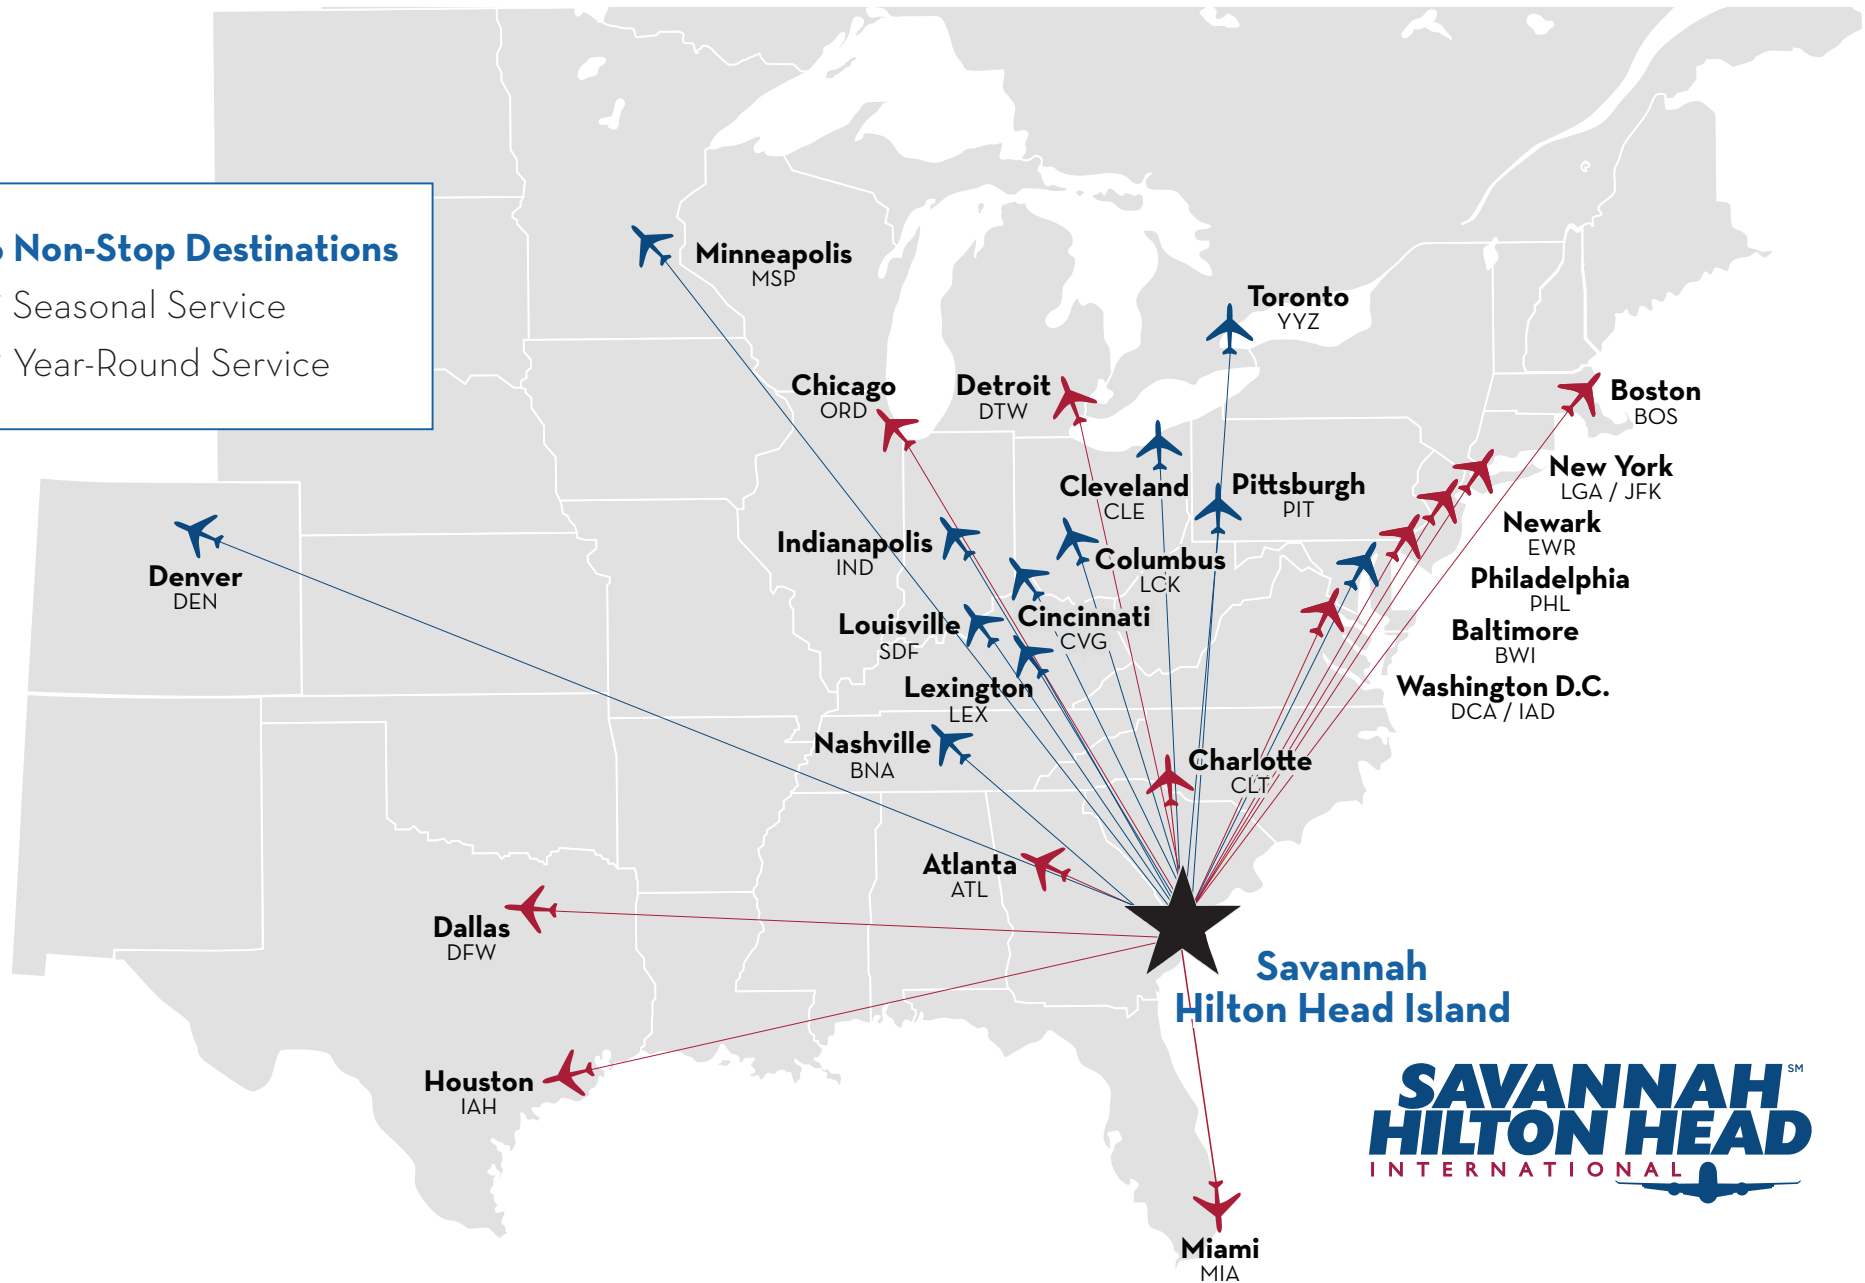 Non-Stop Destinations
Seasonal Service
Year-Round Service
Minneapolis
MSP
Toronto
YYZ
Chicago
ORD
Detroit
DTW
Boston
BOS
Cleveland
CLE
Pittsburgh
PIT
New York
LGA / JFK
Newark
EWR
Indianapolis
IND
Columbus
LCK
Denver
DEN
Philadelphia
PHL
Cincinnati
CVG
Louisville
SDF
Baltimore
BWI
Lexington
LEX
Washington D.C.
DCA / IAD
Nashville
BNA
Charlotte
CLT
Atlanta
ATL
Dallas
DFW
Savannah
Hilton Head Island
Houston
IAH
SAVANNAH SM
HILTON HEAD
INTERNATIONAL
Miami
MIA